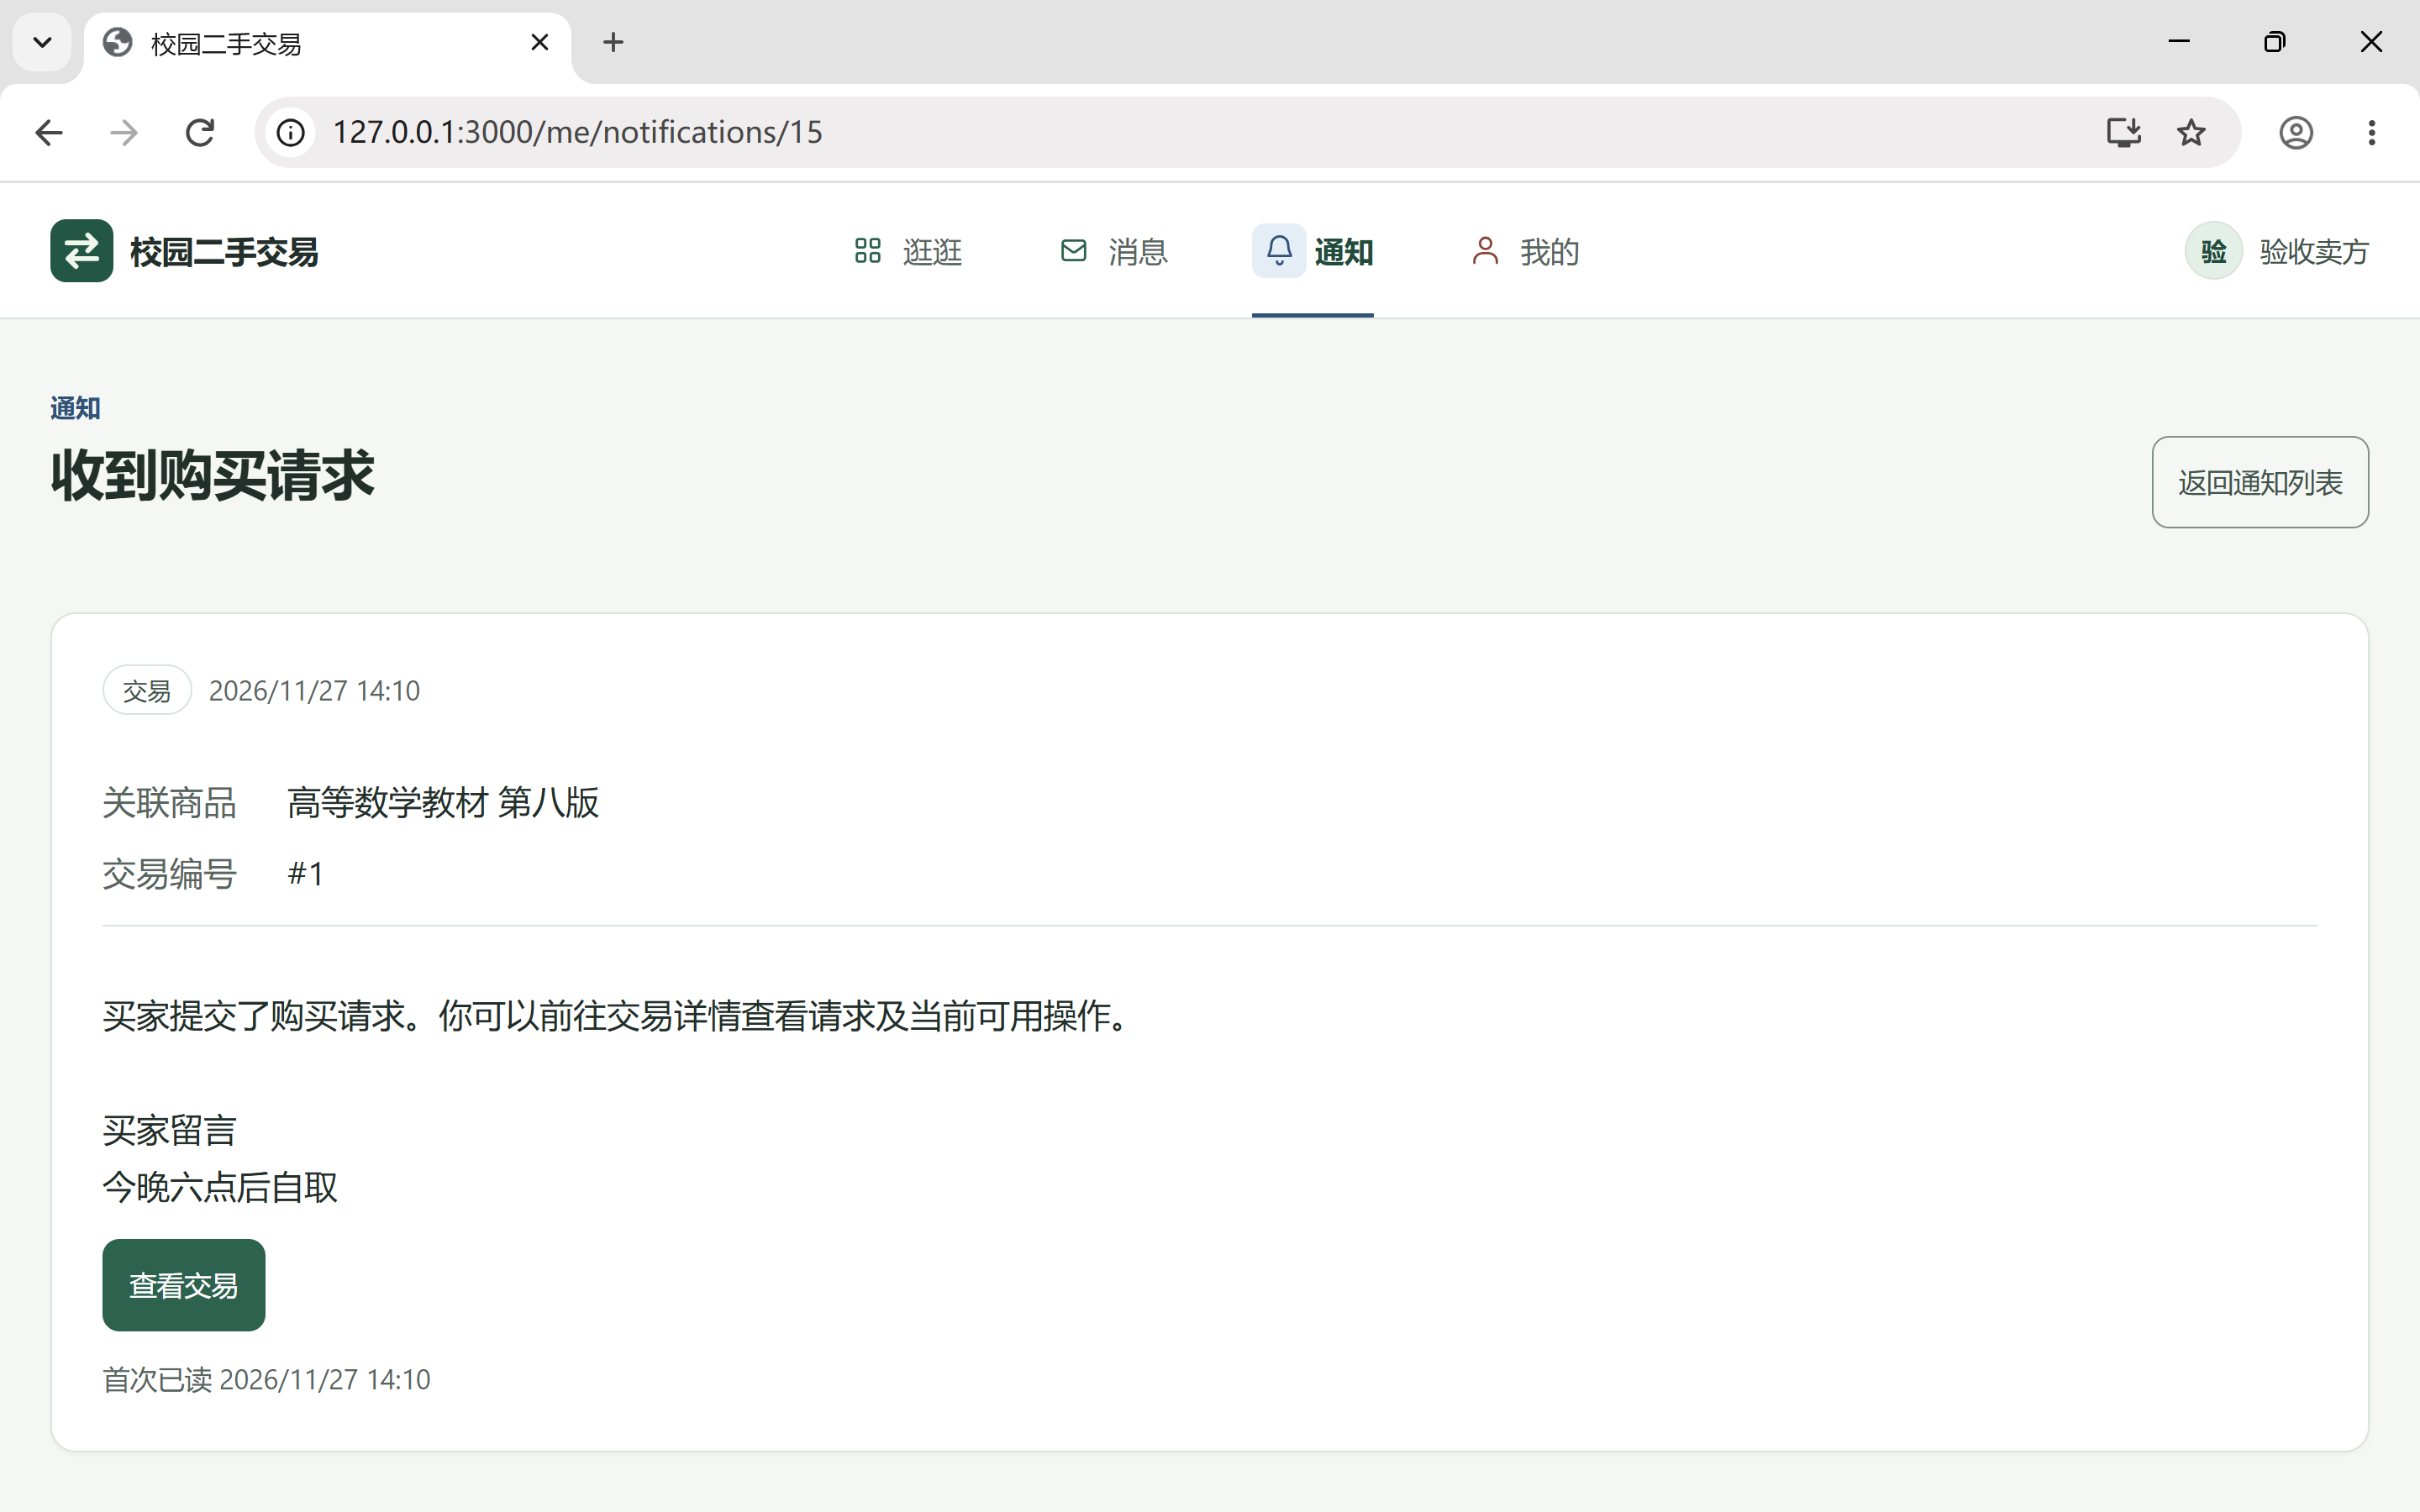 校园二手交易
127.0.0.1:3000/me/notifications/15
校园二手交易
逛逛
消息
通知
我的
验
验收卖方
通知
收到购买请求
返回通知列表
交易 2026/11/27 14:10
关联商品 高等数学教材 第八版
交易编号 #1
买家提交了购买请求。你可以前往交易详情查看请求及当前可用操作。
买家留言
今晚六点后自取
查看交易
首次已读 2026/11/27 14:10